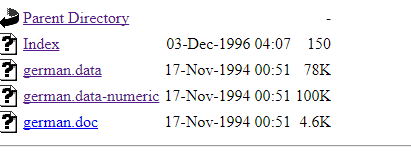 Parent Directory -
Index 03-Dec-1996 04:07 150
german.data 17-Nov-1994 00:51 78K
german.data-numeric 17-Nov-1994 00:51 100K
german.doc 17-Nov-1994 00:51 4.6K